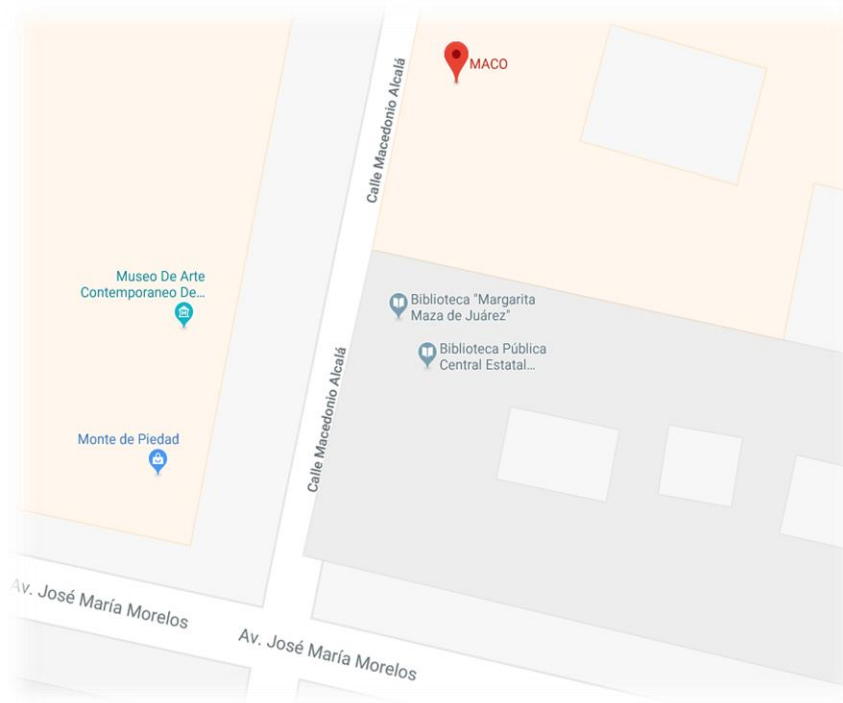 MACO
Calle Macedonio Alcalá
Museo De Arte
Contemporaneo De...
Biblioteca "Margarita
Maza de Juárez"
Biblioteca Pública
Central Estatal...
Calle Macedonio Alcalá
Monte de Piedad
Av. José María Morelos
Av. José María Morelos